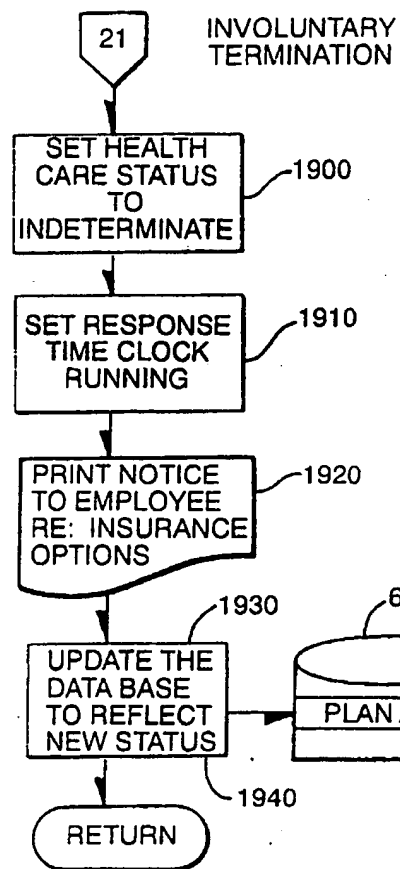 21
INVOLUNTARY
TERMINATION
SET HEALTH
CARE STATUS
TO
INDETERMINATE
1900
SET RESPONSE
TIME CLOCK
RUNNING
1910
PRINT NOTICE
TO EMPLOYEE
RE: INSURANCE
OPTIONS
1920
1930
UPDATE THE
DATA BASE
TO REFLECT
NEW STATUS
6
PLAN
1940
RETURN